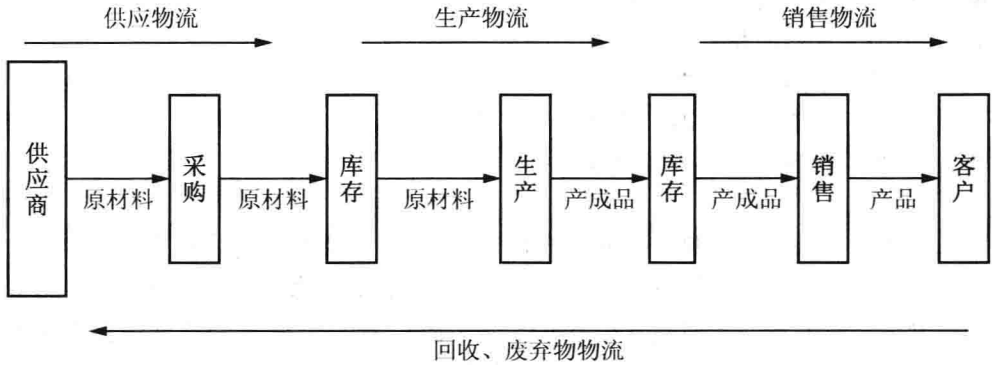 供应物流
生产物流
销售物流
供应商
采购
库存
生产
库存
销售
客户
原材料
原材料
原材料
产成品
产成品
产品
回收、废弃物物流